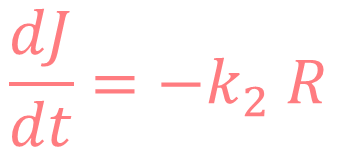 dJ/dt = −k₂ R